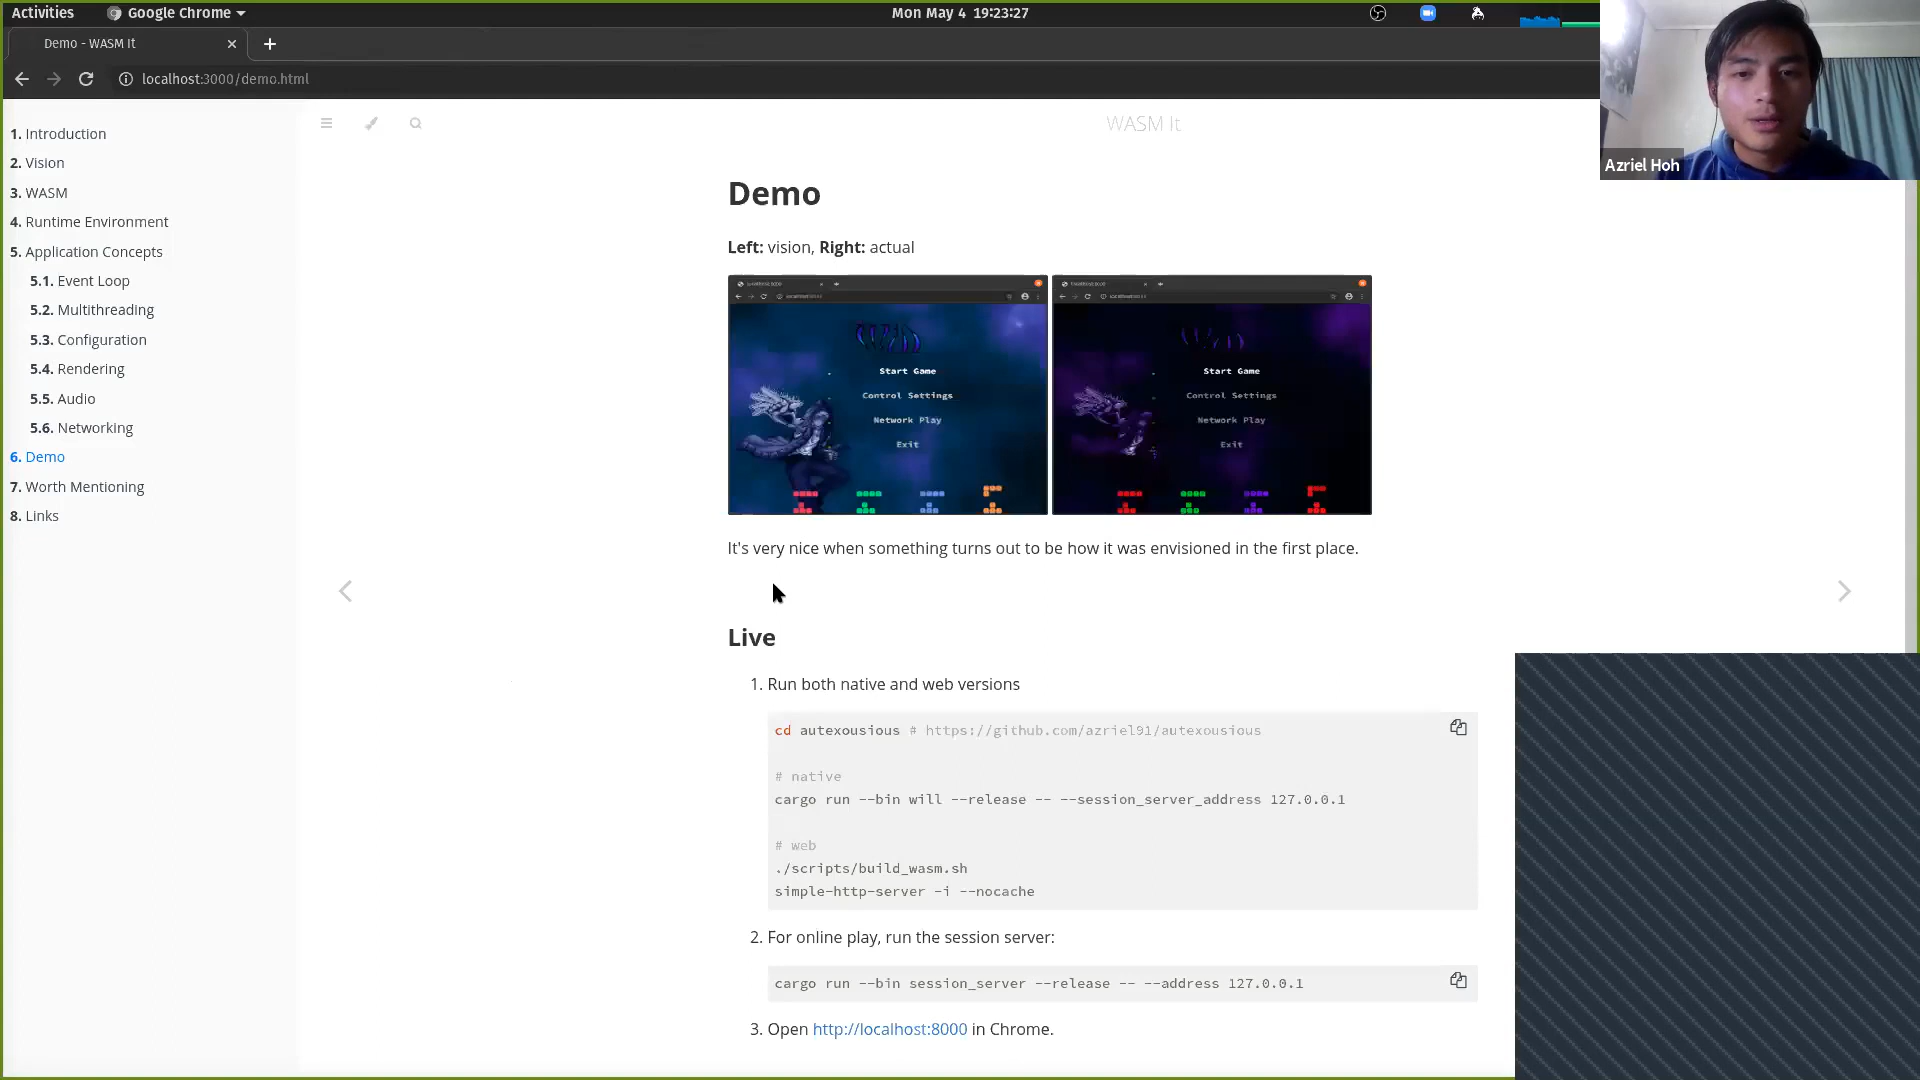 Activities
Google Chrome
Mon May 4 19:23:27
Demo - WASM It
localhost:3000/demo.html
Azriel Hoh
1. Introduction
2. Vision
3. WASM
4. Runtime Environment
5. Application Concepts
5.1. Event Loop
5.2. Multithreading
5.3. Configuration
5.4. Rendering
5.5. Audio
5.6. Networking
6. Demo
7. Worth Mentioning
8. Links
WASM It
Demo
Left: vision, Right: actual
Start Game
Control Settings
Network Play
Exit
Start Game
Control Settings
Network Play
Exit
It's very nice when something turns out to be how it was envisioned in the first place.
Live
1. Run both native and web versions
cd autexousious # https://github.com/azriel91/autexousious
# native
cargo run --bin will --release -- --session_server_address 127.0.0.1
# web
./scripts/build_wasm.sh
simple-http-server -i --nocache
2. For online play, run the session server:
cargo run --bin session_server --release -- --address 127.0.0.1
3. Open http://localhost:8000 in Chrome.